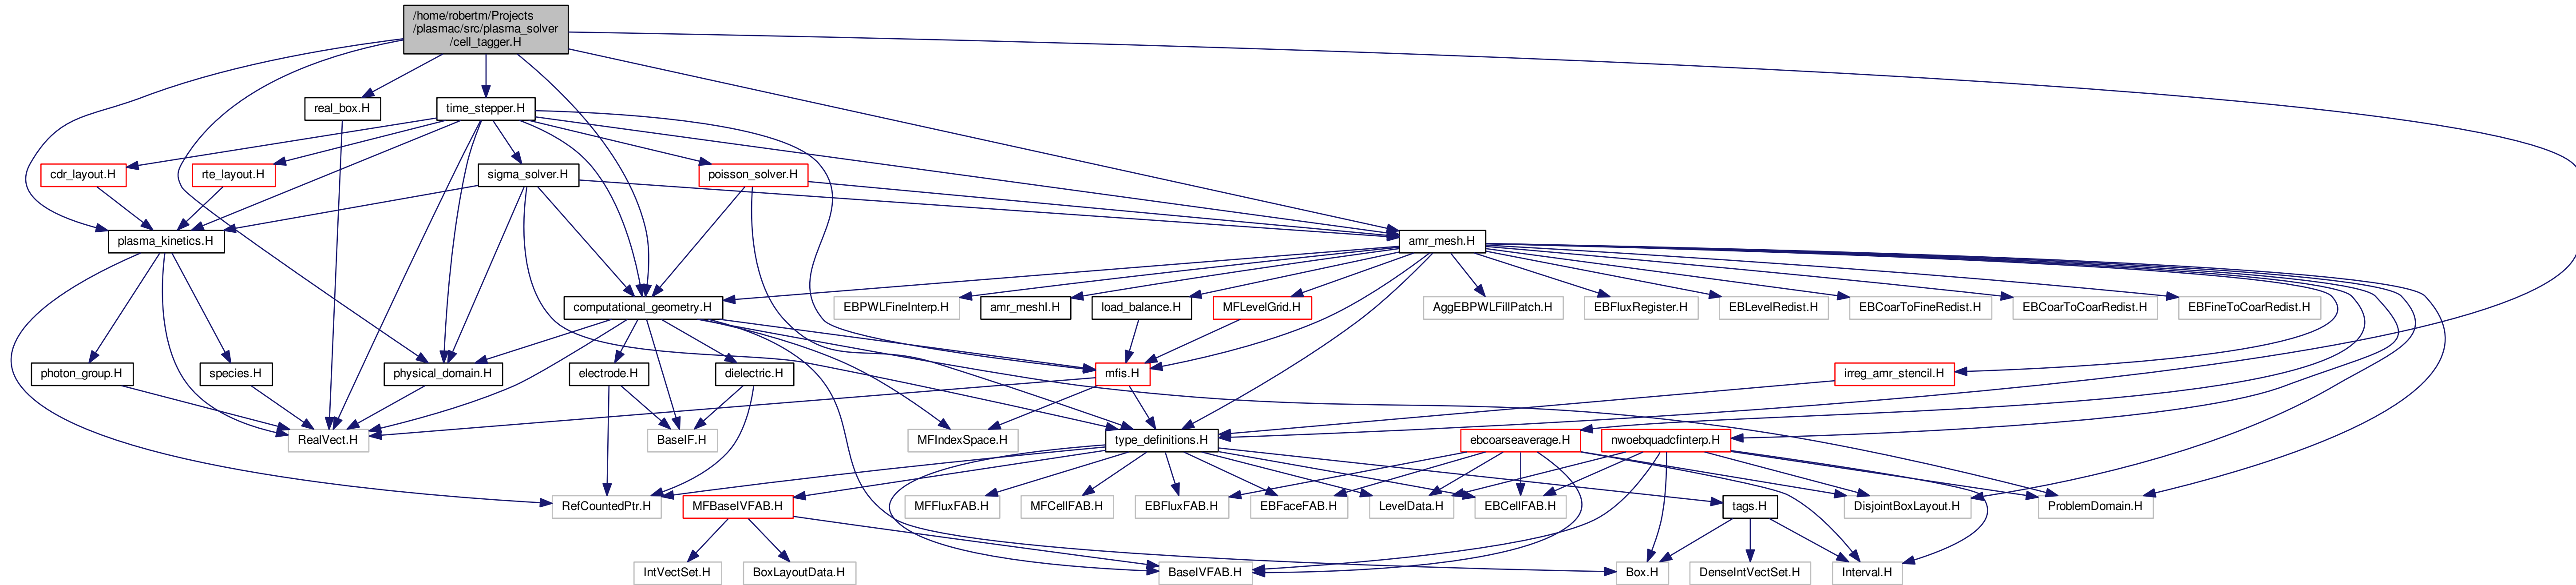 /home/robertm/Projects
/plasmac/src/plasma_solver
/cell_tagger.H
real_box.H
time_stepper.H
cdr_layout.H
rte_layout.H
sigma_solver.H
poisson_solver.H
plasma_kinetics.H
amr_mesh.H
computational_geometry.H
EBPWLFineInterp.H
amr_meshI.H
load_balance.H
MFLevelGrid.H
AggEBPWLFillPatch.H
EBFluxRegister.H
EBLevelRedist.H
EBCoarToFineRedist.H
EBCoarToCoarRedist.H
EBFineToCoarRedist.H
photon_group.H
species.H
physical_domain.H
electrode.H
dielectric.H
mfis.H
irreg_amr_stencil.H
RealVect.H
BaseIF.H
MFIndexSpace.H
type_definitions.H
ebcoarseaverage.H
nwoebquadcfinterp.H
RefCountedPtr.H
MFBaseIVFAB.H
MFFluxFAB.H
MFCellFAB.H
EBFluxFAB.H
EBFaceFAB.H
LevelData.H
EBCellFAB.H
tags.H
DisjointBoxLayout.H
ProblemDomain.H
IntVectSet.H
BoxLayoutData.H
BaseIVFAB.H
Box.H
DenseIntVectSet.H
Interval.H